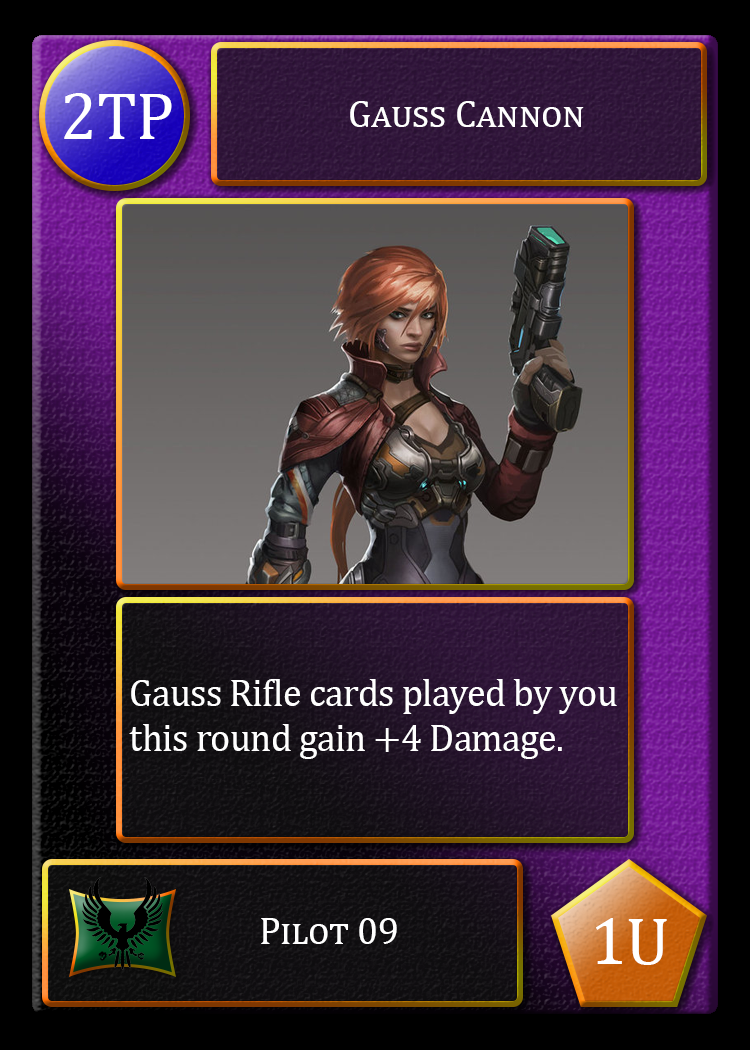 2TP
Gauss Cannon
Gauss Rifle cards played by you
this round gain +4 Damage.
Pilot 09
1U